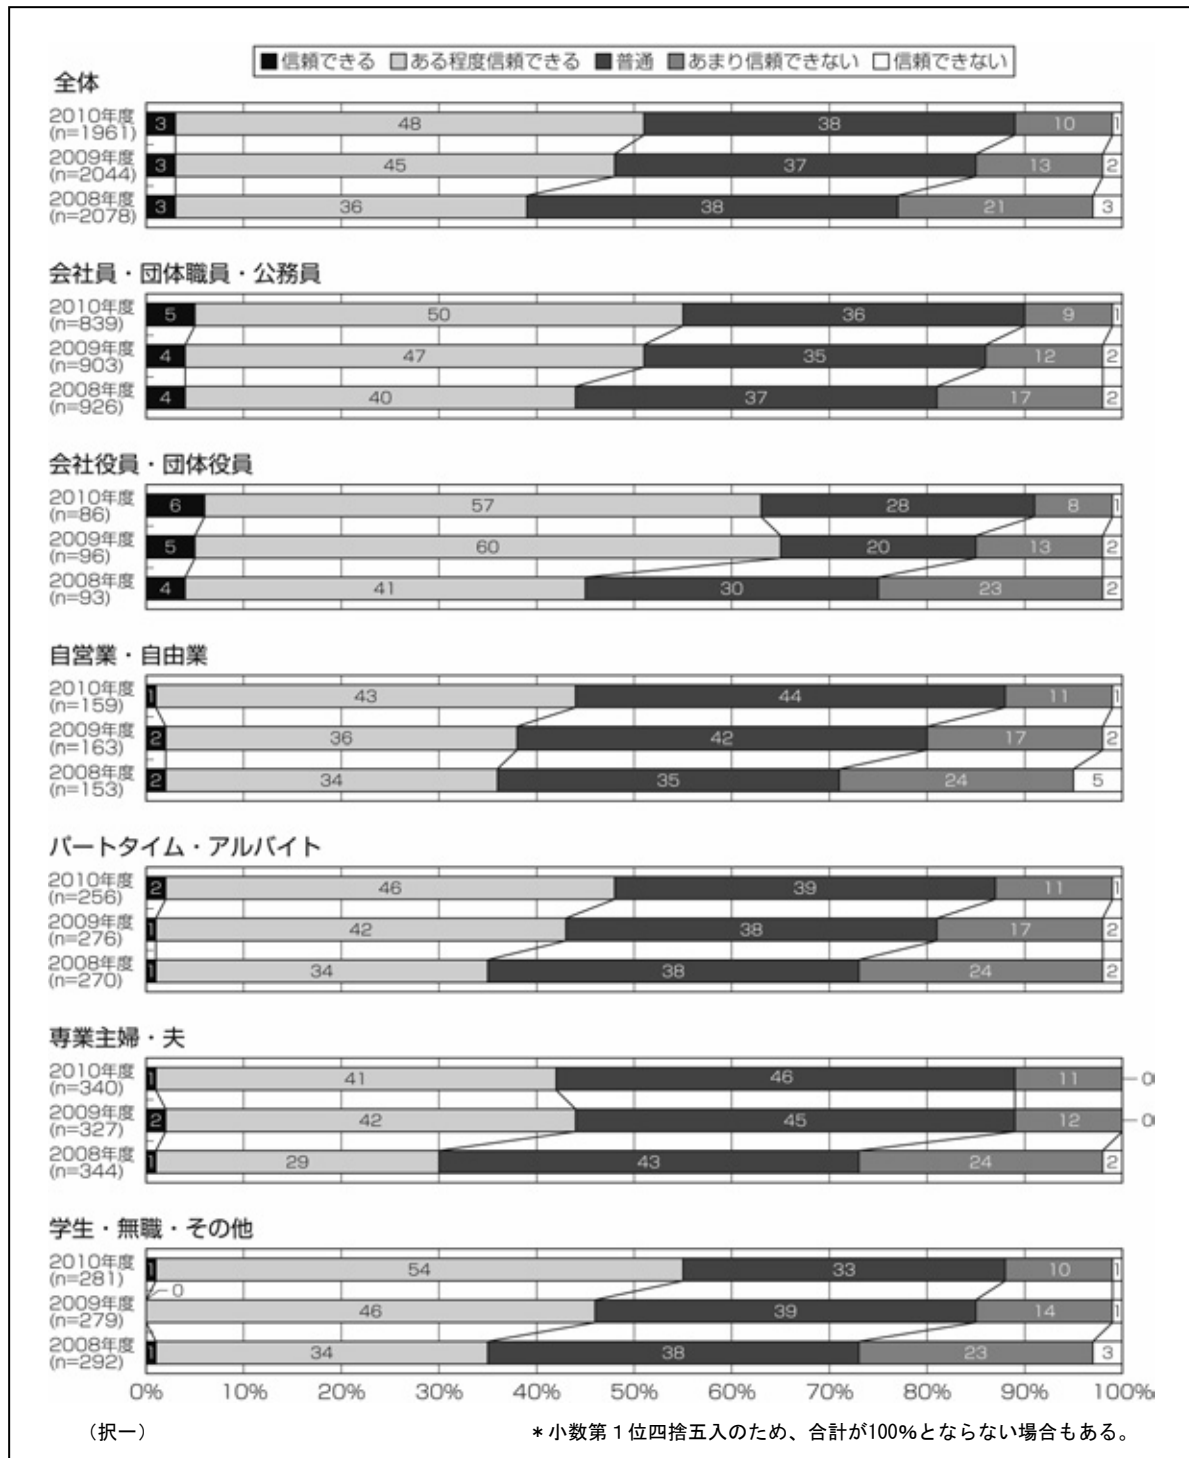 ■信頼できる □ある程度信頼できる ■普通 ■あまり信頼できない □信頼できない
全体
2010年度
(n=1961)
3 48 38 10 1
2009年度
(n=2044)
3 45 37 13 2
2008年度
(n=2078)
3 36 38 21 3
会社員・団体職員・公務員
2010年度
(n=839)
5 50 36 9 1
2009年度
(n=903)
4 47 35 12 2
2008年度
(n=926)
4 40 37 17 2
会社役員・団体役員
2010年度
(n=86)
6 57 28 8 1
2009年度
(n=96)
5 60 20 13 2
2008年度
(n=93)
4 41 30 23 2
自営業・自由業
2010年度
(n=159)
1 43 44 11 1
2009年度
(n=163)
2 36 42 17 2
2008年度
(n=153)
2 34 35 24 5
パートタイム・アルバイト
2010年度
(n=256)
2 46 39 11 1
2009年度
(n=276)
1 42 38 17 2
2008年度
(n=270)
1 34 38 24 2
専業主婦・夫
2010年度
(n=340)
1 41 46 11 0
2009年度
(n=327)
2 42 45 12 0
2008年度
(n=344)
1 29 43 24 2
学生・無職・その他
2010年度
(n=281)
1 54 33 10 1
2009年度
(n=279)
0 46 39 14 1
2008年度
(n=292)
1 34 38 23 3
0% 10% 20% 30% 40% 50% 60% 70% 80% 90% 100%
（択一） ＊小数第１位四捨五入のため、合計が100%とならない場合もある。